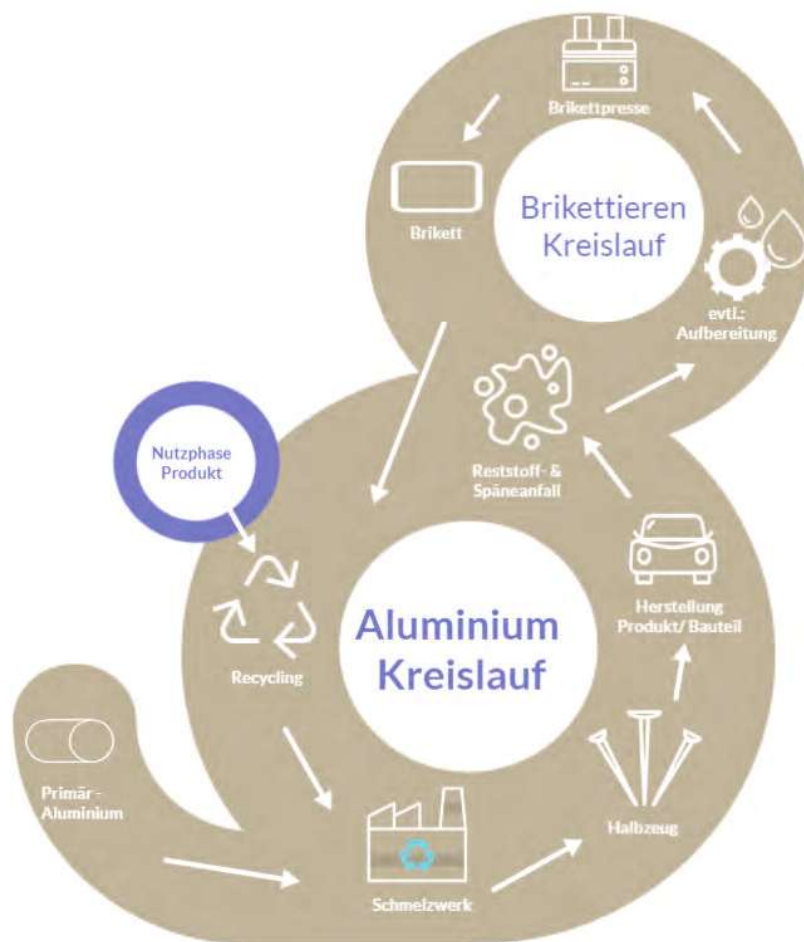 Brikettpresse
Brikettieren
Kreislauf
Brikett
evtl.:
Aufbereitung
Reststoff- &
Späneanfall
Nutzphase
Produkt
Herstellung
Produkt/ Bauteil
Aluminium
Kreislauf
Recycling
Primär -
Aluminium
Halbzeug
Schmelzwerk